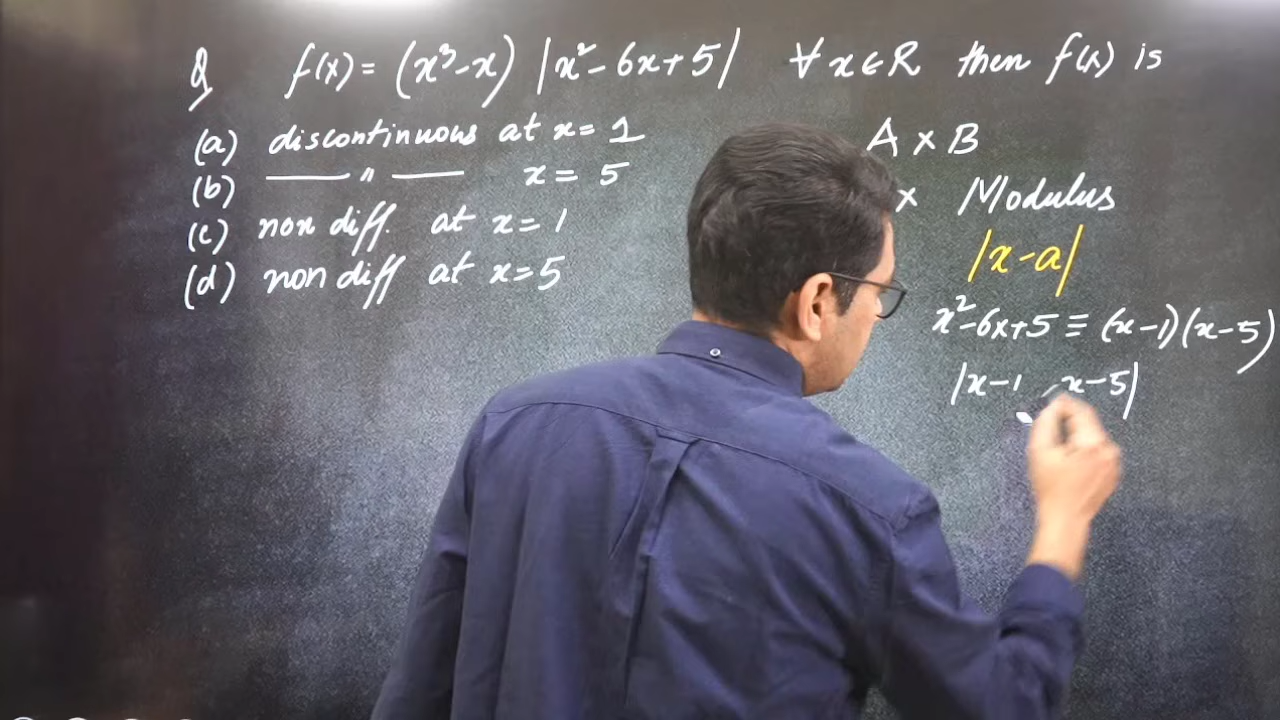 Q f(x) = (x³-x) |x²-6x+5| ∀ x ∈ R then f(x) is
(a) discontinuous at x = 1
(b) —— " —— x = 5
(c) non diff. at x = 1
(d) non diff at x = 5
A × B
× Modulus
|x-a|
x²-6x+5 ≡ (x-1)(x-5)
|x-1 x-5|